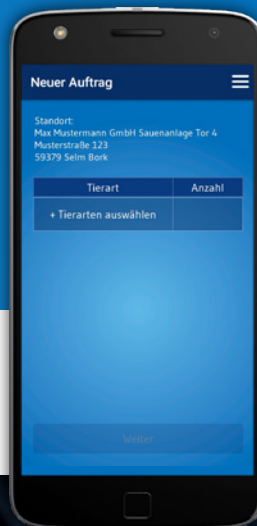 Neuer Auftrag
Standort:
Max Mustermann GmbH Sauenanlage Tor 4
Musterstraße 123
59379 Selm Bork
Tierart Anzahl
+ Tierarten auswählen
Weiter